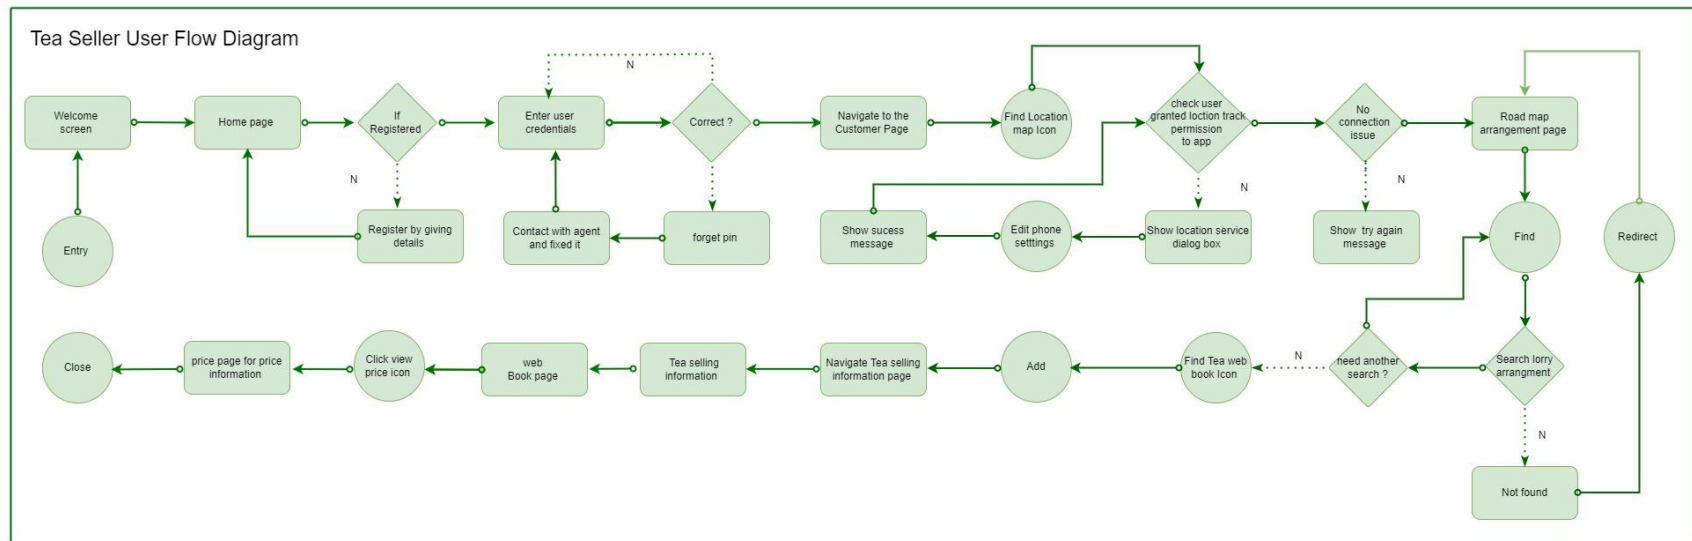 Tea Seller User Flow Diagram
Welcome
screen
Home page
If
Registered
N
Enter user
credentials
N
Correct ?
Navigate to the
Customer Page
Find Location
map Icon
check user
granted loction track
permission
to app
No
connection
issue
Road map
arrangement page
N
N
Entry
Register by giving
details
Contact with agent
and fixed it
forget pin
Show sucess
message
Edit phone
setttings
Show location service
dialog box
Show try again
message
Find
Redirect
Close
price page for price
information
Click view
price icon
web
Book page
Tea selling
information
Navigate Tea selling
information page
Add
Find Tea web
book Icon
N
need another
search ?
Search lorry
arrangment
N
Not found